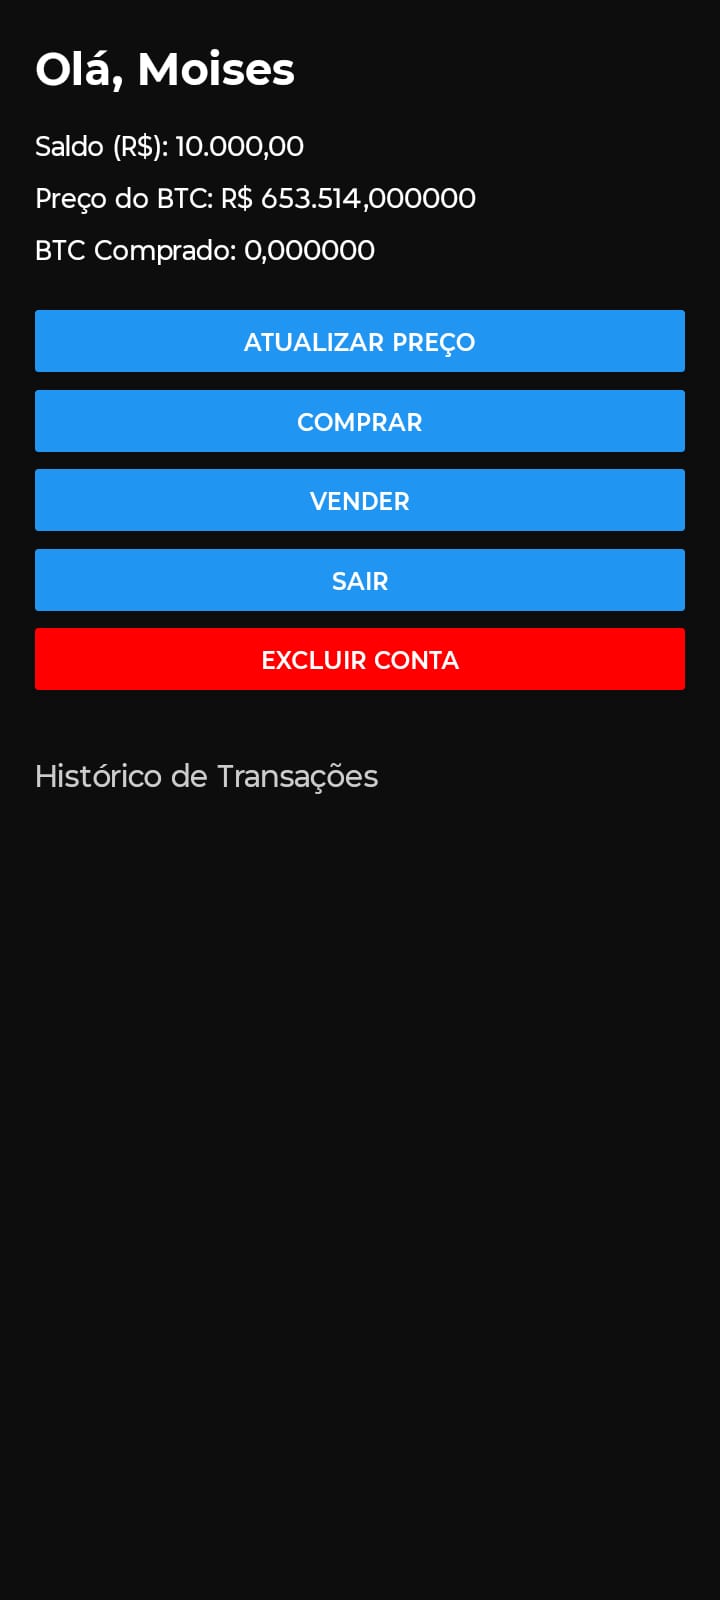 Olá, Moises
Saldo (R$): 10.000,00
Preço do BTC: R$ 653.514,000000
BTC Comprado: 0,000000
ATUALIZAR PREÇO
COMPRAR
VENDER
SAIR
EXCLUIR CONTA
Histórico de Transações